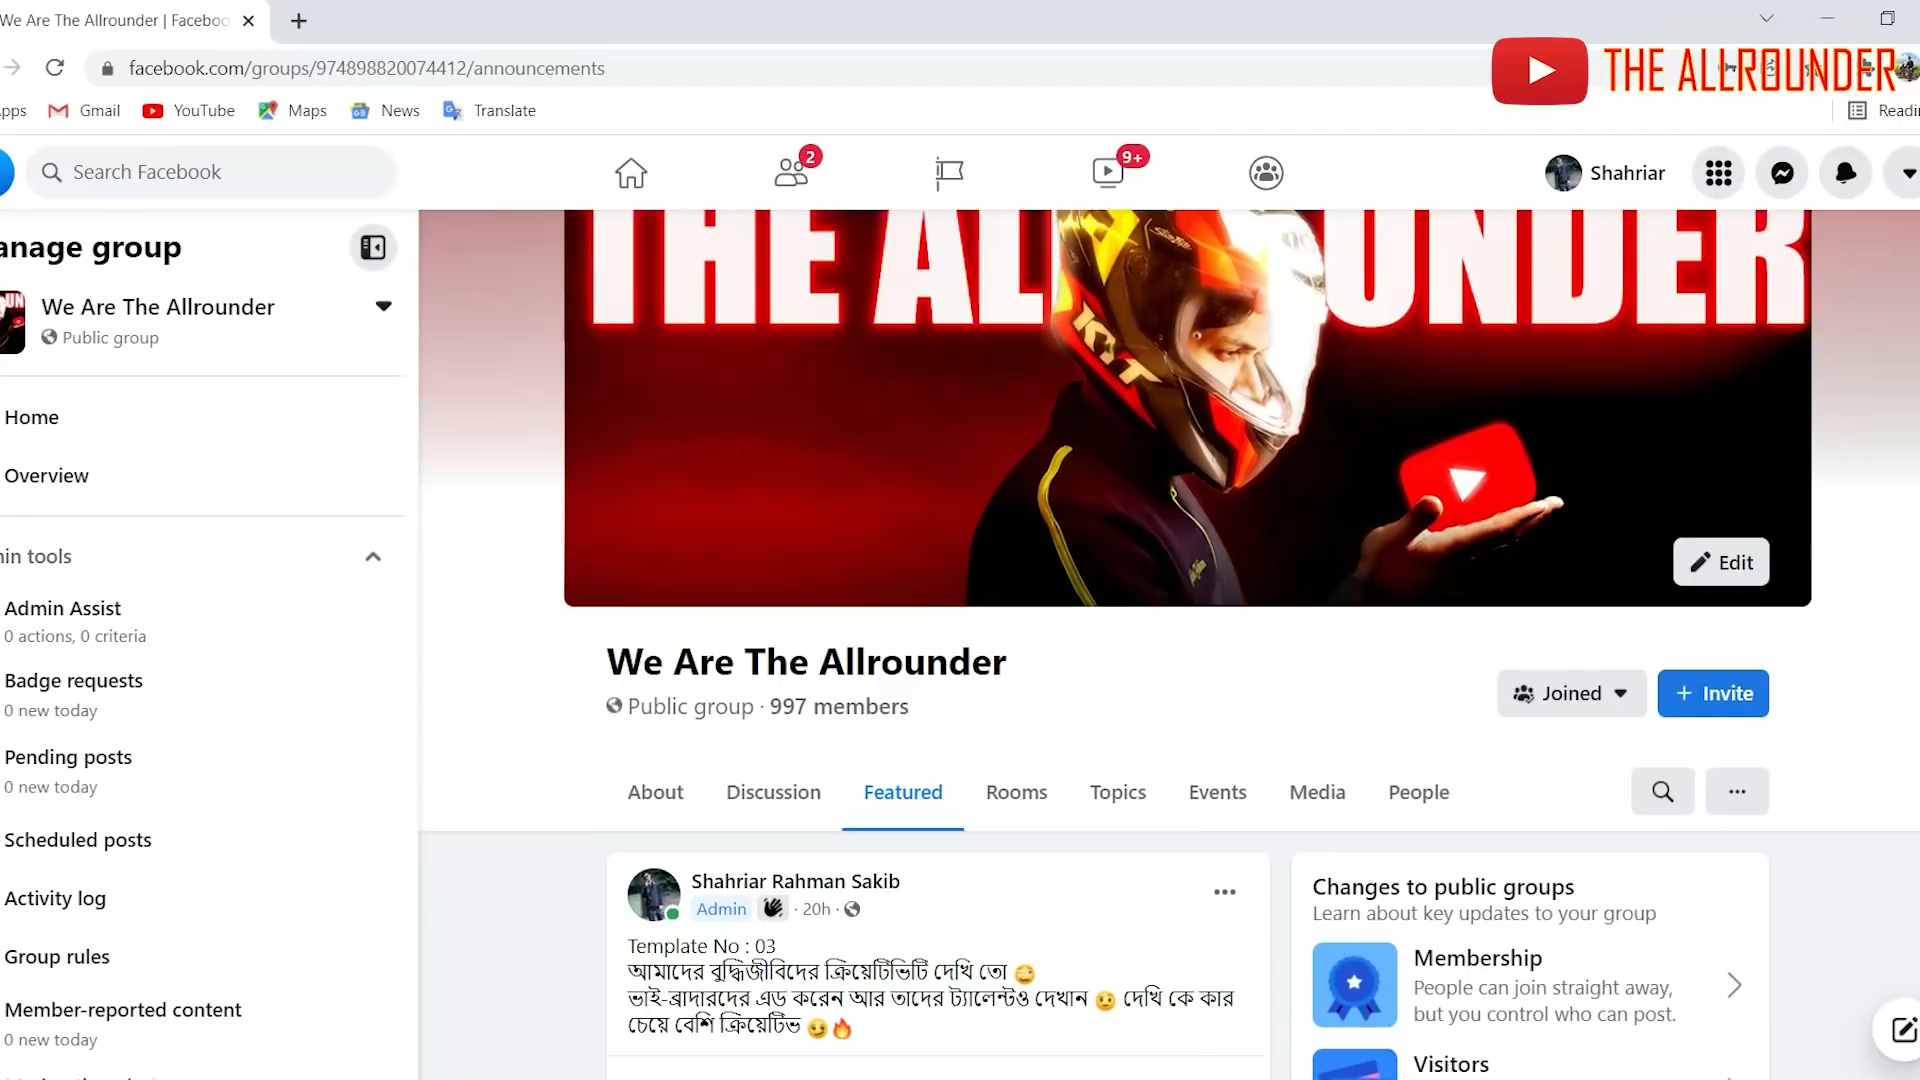 We Are The Allrounder | Faceboo
facebook.com/groups/974898820074412/announcements
THE ALLROUNDER
pps
Gmail
YouTube
Maps
News
Translate
Readi
Search Facebook
2
9+
Shahriar
anage group
We Are The Allrounder
Public group
Home
Overview
in tools
Admin Assist
0 actions, 0 criteria
Badge requests
0 new today
Pending posts
0 new today
Scheduled posts
Activity log
Group rules
Member-reported content
0 new today
THE AL UNDER
KYT
Edit
We Are The Allrounder
Public group · 997 members
Joined
+ Invite
About
Discussion
Featured
Rooms
Topics
Events
Media
People
Shahriar Rahman Sakib
Admin · 20h ·
Template No : 03
আমাদের বুদ্ধিজীবিদের ক্রিয়েটিভিটি দেখি তো 🙄
ভাই-ব্রাদারদের এড করেন আর তাদের ট্যালেন্টও দেখান 😉 দেখি কে কার
চেয়ে বেশি ক্রিয়েটিভ 😏🔥
Changes to public groups
Learn about key updates to your group
Membership
People can join straight away,
but you control who can post.
Visitors